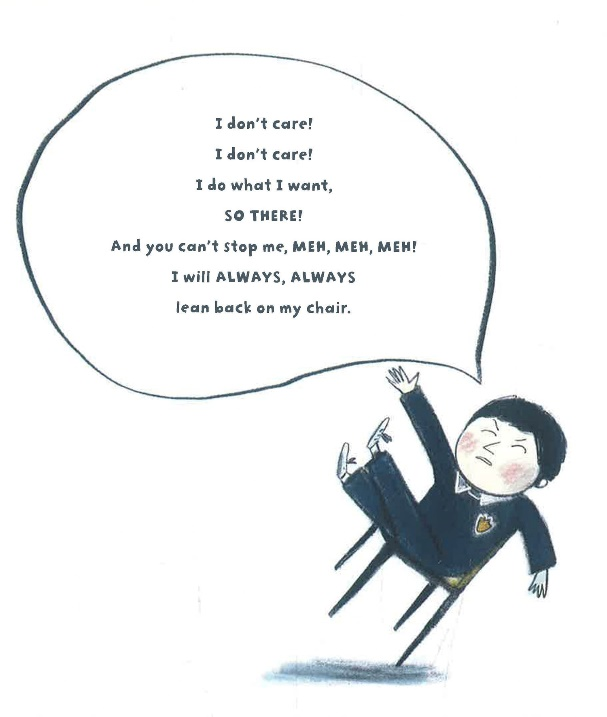 I don't care!
I don't care!
I do what I want,
SO THERE!
And you can't stop me, MEH, MEH, MEH!
I will ALWAYS, ALWAYS
lean back on my chair.